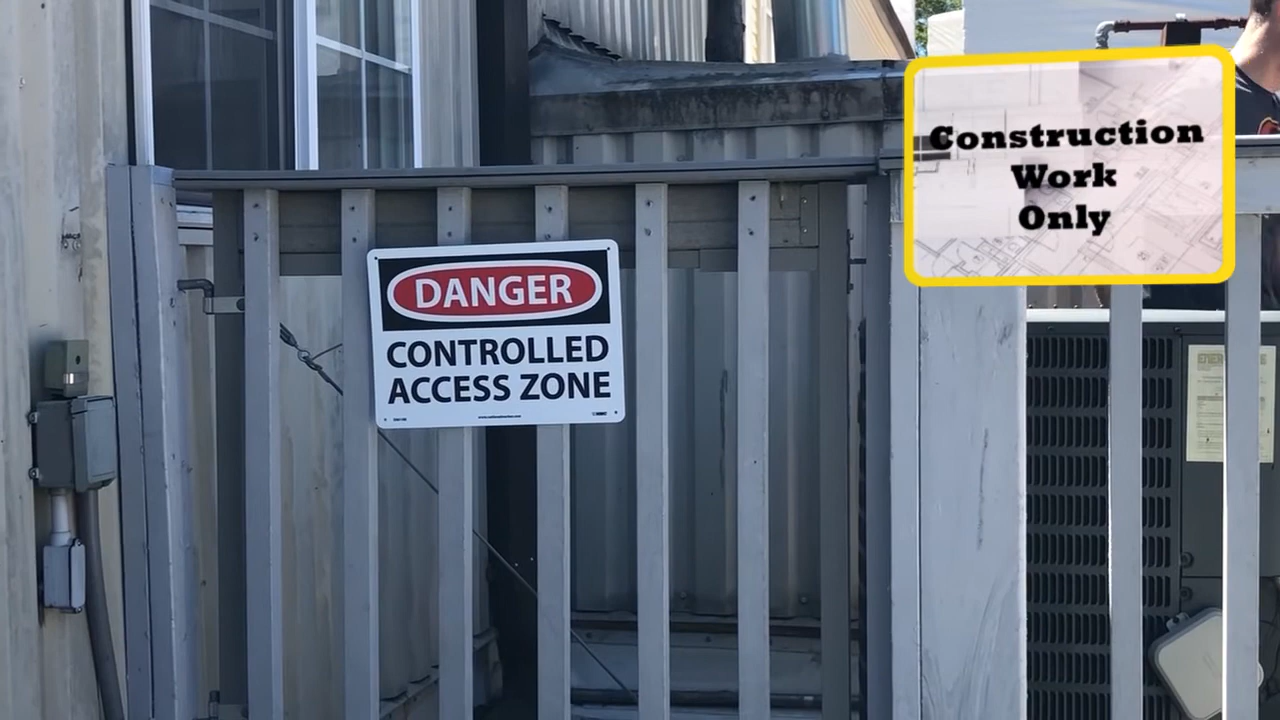 DANGER
CONTROLLED
ACCESS ZONE
Construction
Work
Only